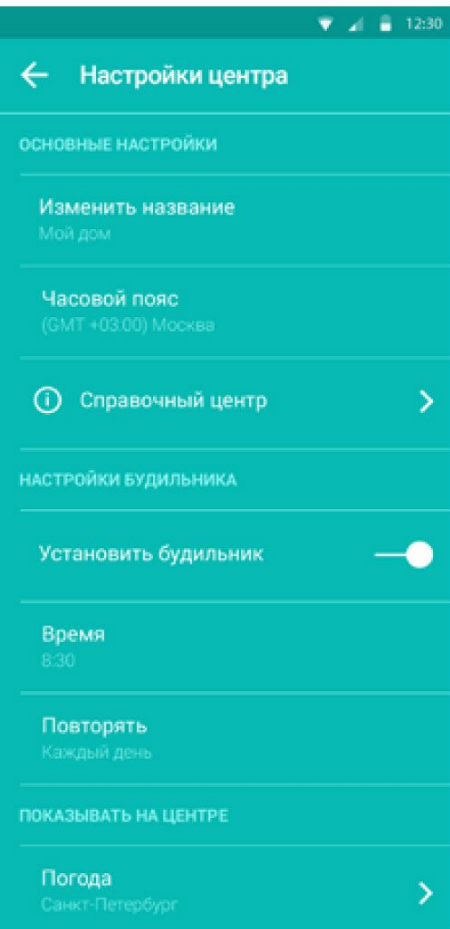 12:30
Настройки центра
ОСНОВНЫЕ НАСТРОЙКИ
Изменить название
Мой дом
Часовой пояс
(GMT +03:00) Москва
Справочный центр
НАСТРОЙКИ БУДИЛЬНИКА
Установить будильник
Время
8:30
Повторять
Каждый день
ПОКАЗЫВАТЬ НА ЦЕНТРЕ
Погода
Санкт-Петербург